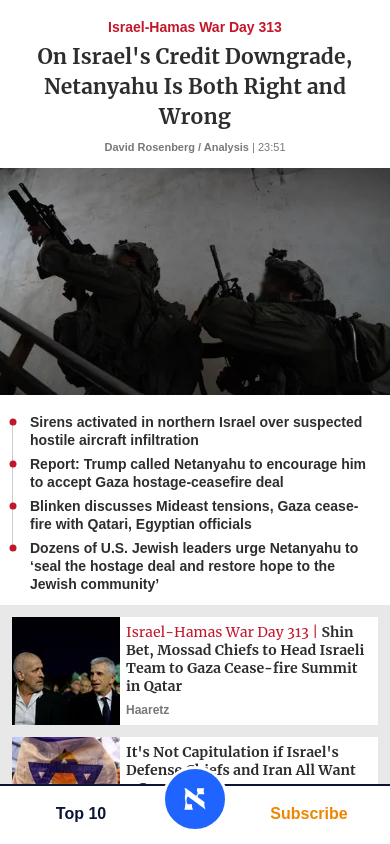 Israel-Hamas War Day 313
On Israel's Credit Downgrade,
Netanyahu Is Both Right and
Wrong
David Rosenberg / Analysis | 23:51
Sirens activated in northern Israel over suspected
hostile aircraft infiltration
Report: Trump called Netanyahu to encourage him
to accept Gaza hostage-ceasefire deal
Blinken discusses Mideast tensions, Gaza cease-
fire with Qatari, Egyptian officials
Dozens of U.S. Jewish leaders urge Netanyahu to
‘seal the hostage deal and restore hope to the
Jewish community’
Israel-Hamas War Day 313 | Shin
Bet, Mossad Chiefs to Head Israeli
Team to Gaza Cease-fire Summit
in Qatar
Haaretz
It's Not Capitulation if Israel's
Defense Chiefs and Iran All Want
Top 10
א
Subscribe